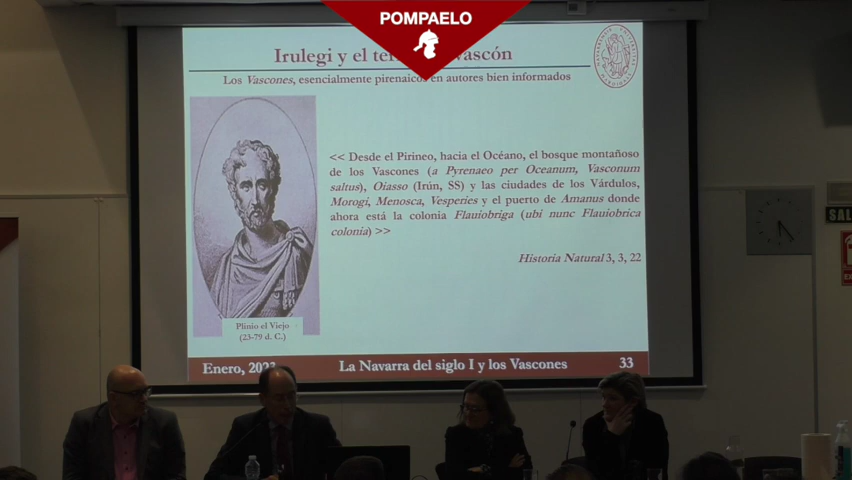 POMPAELO
Irulegi y el vascón
Los Vascones, esencialmente pirenaicos en autores bien informados
<< Desde el Pirineo, hacia el Océano, el bosque montañoso
de los Vascones (a Pyrenaeo per Oceanum, Vasconum
saltus), Oiasso (Irún, SS) y las ciudades de los Várdulos,
Morogi, Menosca, Vesperies y el puerto de Amanus donde
ahora está la colonia Flauiobriga (ubi nunc Flauiobrica
colonia) >>
Historia Natural 3, 3, 22
Plinio el Viejo
(23-79 d. C.)
Enero, 2023 La Navarra del siglo I y los Vascones 33
SAL